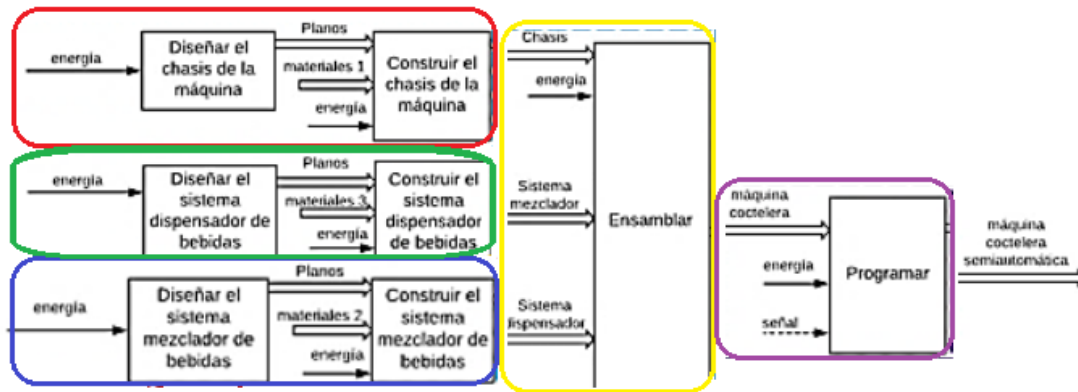 energía
Diseñar el
chasis de la
máquina
Planos
materiales 1
energía
Construir el
chasis de la
máquina
energía
Diseñar el
sistema
dispensador de
bebidas
Planos
materiales 3
energía
Construir el
sistema
dispensador
de bebidas
energía
Diseñar el
sistema
mezclador de
bebidas
Planos
materiales 2
energía
Construir el
sistema
mezclador de
bebidas
Chasis
energía
Sistema
mezclador
Sistema
dispensador
Ensamblar
máquina
coctelera
energía
señal
Programar
máquina
coctelera
semiautomática